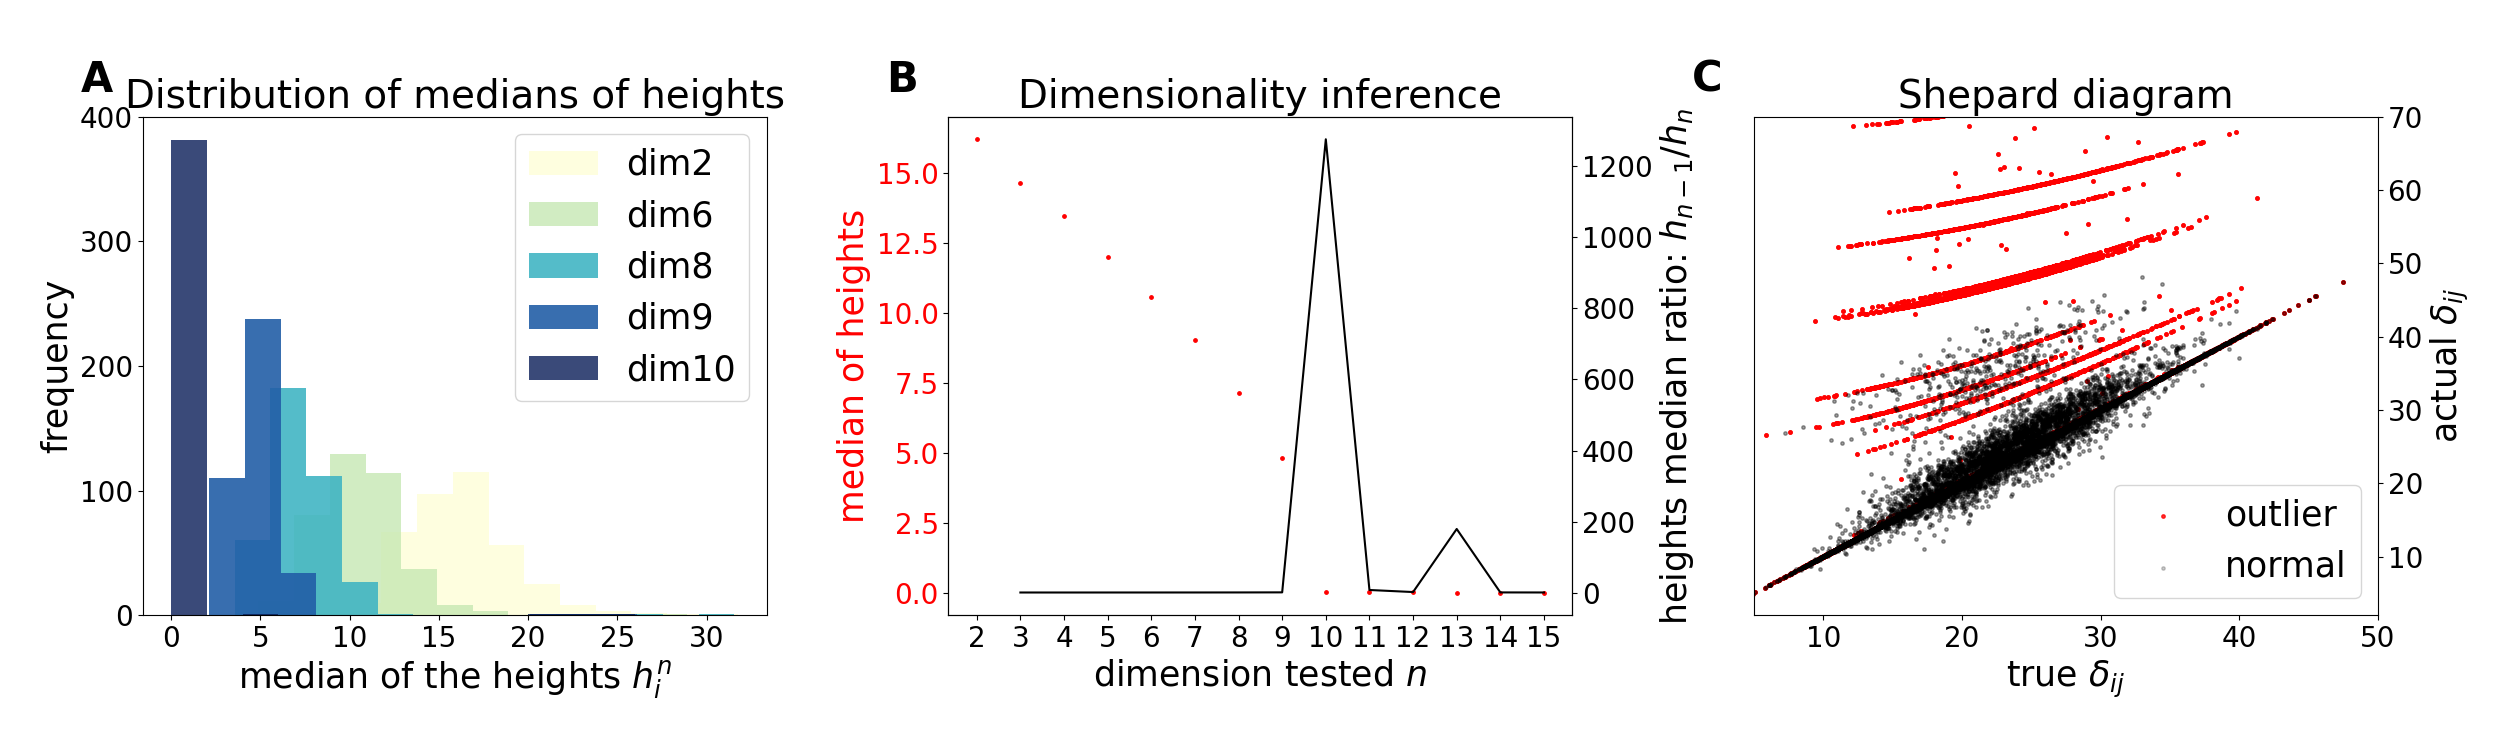 A
Distribution of medians of heights
400
300
200
100
0
frequency
0 5 10 15 20 25 30
median of the heights $h_i^n$
dim2
dim6
dim8
dim9
dim10
B
Dimensionality inference
15.0
12.5
10.0
7.5
5.0
2.5
0.0
median of heights
1200
1000
800
600
400
200
0
heights median ratio: $h_{n-1}/h_n$
2 3 4 5 6 7 8 9 10 11 12 13 14 15
dimension tested $n$
C
Shepard diagram
70
60
50
40
30
20
10
actual $\delta_{ij}$
outlier
normal
10 20 30 40 50
true $\delta_{ij}$